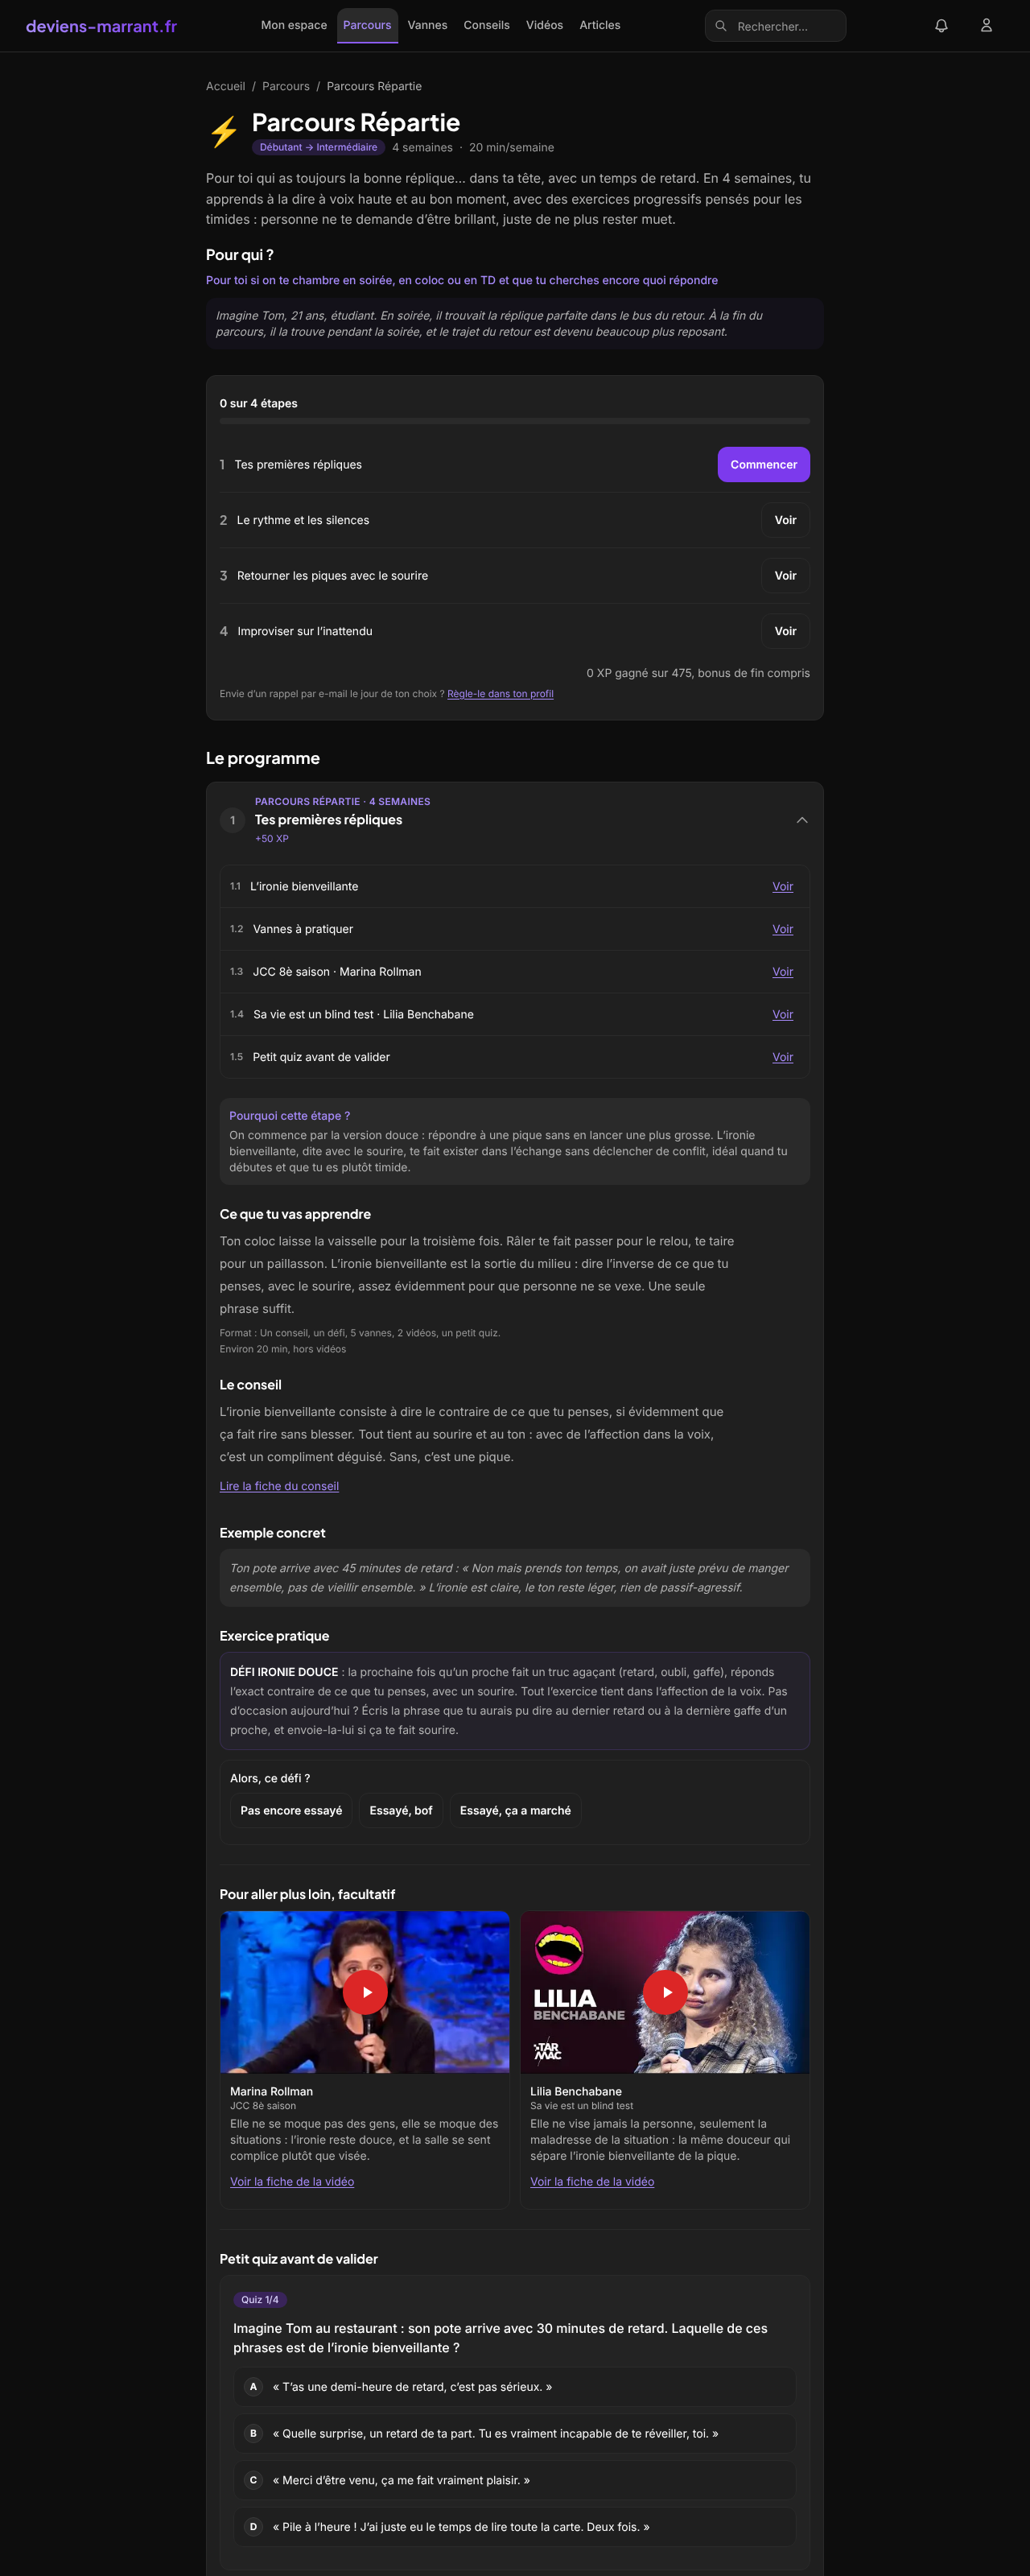 deviens-marrant.fr
Mon espace
Parcours
Vannes
Conseils
Vidéos
Articles
Rechercher...
Accueil / Parcours / Parcours Répartie
Parcours Répartie
Débutant → Intermédiaire 4 semaines · 20 min/semaine
Pour toi qui as toujours la bonne réplique… dans ta tête, avec un temps de retard. En 4 semaines, tu
apprends à la dire à voix haute et au bon moment, avec des exercices progressifs pensés pour les
timides : personne ne te demande d’être brillant, juste de ne plus rester muet.
Pour qui ?
Pour toi si on te chambre en soirée, en coloc ou en TD et que tu cherches encore quoi répondre
Imagine Tom, 21 ans, étudiant. En soirée, il trouvait la réplique parfaite dans le bus du retour. À la fin du
parcours, il la trouve pendant la soirée, et le trajet du retour est devenu beaucoup plus reposant.
0 sur 4 étapes
1 Tes premières répliques Commencer
2 Le rythme et les silences Voir
3 Retourner les piques avec le sourire Voir
4 Improviser sur l’inattendu Voir
0 XP gagné sur 475, bonus de fin compris
Envie d’un rappel par e-mail le jour de ton choix ? Règle-le dans ton profil
Le programme
PARCOURS RÉPARTIE · 4 SEMAINES
1 Tes premières répliques
+50 XP
1.1 L’ironie bienveillante Voir
1.2 Vannes à pratiquer Voir
1.3 JCC 8è saison · Marina Rollman Voir
1.4 Sa vie est un blind test · Lilia Benchabane Voir
1.5 Petit quiz avant de valider Voir
Pourquoi cette étape ?
On commence par la version douce : répondre à une pique sans en lancer une plus grosse. L’ironie
bienveillante, dite avec le sourire, te fait exister dans l’échange sans déclencher de conflit, idéal quand tu
débutes et que tu es plutôt timide.
Ce que tu vas apprendre
Ton coloc laisse la vaisselle pour la troisième fois. Râler te fait passer pour le relou, te taire
pour un paillasson. L’ironie bienveillante est la sortie du milieu : dire l’inverse de ce que tu
penses, avec le sourire, assez évidemment pour que personne ne se vexe. Une seule
phrase suffit.
Format : Un conseil, un défi, 5 vannes, 2 vidéos, un petit quiz.
Environ 20 min, hors vidéos
Le conseil
L’ironie bienveillante consiste à dire le contraire de ce que tu penses, si évidemment que
ça fait rire sans blesser. Tout tient au sourire et au ton : avec de l’affection dans la voix,
c’est un compliment déguisé. Sans, c’est une pique.
Lire la fiche du conseil
Exemple concret
Ton pote arrive avec 45 minutes de retard : « Non mais prends ton temps, on avait juste prévu de manger
ensemble, pas de vieillir ensemble. » L’ironie est claire, le ton reste léger, rien de passif-agressif.
Exercice pratique
DÉFI IRONIE DOUCE : la prochaine fois qu’un proche fait un truc agaçant (retard, oubli, gaffe), réponds
l’exact contraire de ce que tu penses, avec un sourire. Tout l’exercice tient dans l’affection de la voix. Pas
d’occasion aujourd’hui ? Écris la phrase que tu aurais pu dire au dernier retard ou à la dernière gaffe d’un
proche, et envoie-la-lui si ça te fait sourire.
Alors, ce défi ?
Pas encore essayé
Essayé, bof
Essayé, ça a marché
Pour aller plus loin, facultatif
LILIA
BENCHABANE
TAR
MAC
Marina Rollman
JCC 8è saison
Elle ne se moque pas des gens, elle se moque des
situations : l’ironie reste douce, et la salle se sent
complice plutôt que visée.
Voir la fiche de la vidéo
Lilia Benchabane
Sa vie est un blind test
Elle ne vise jamais la personne, seulement la
maladresse de la situation : la même douceur qui
sépare l’ironie bienveillante de la pique.
Voir la fiche de la vidéo
Petit quiz avant de valider
Quiz 1/4
Imagine Tom au restaurant : son pote arrive avec 30 minutes de retard. Laquelle de ces
phrases est de l’ironie bienveillante ?
A « T’as une demi-heure de retard, c’est pas sérieux. »
B « Quelle surprise, un retard de ta part. Tu es vraiment incapable de te réveiller, toi. »
C « Merci d’être venu, ça me fait vraiment plaisir. »
D « Pile à l’heure ! J’ai juste eu le temps de lire toute la carte. Deux fois. »